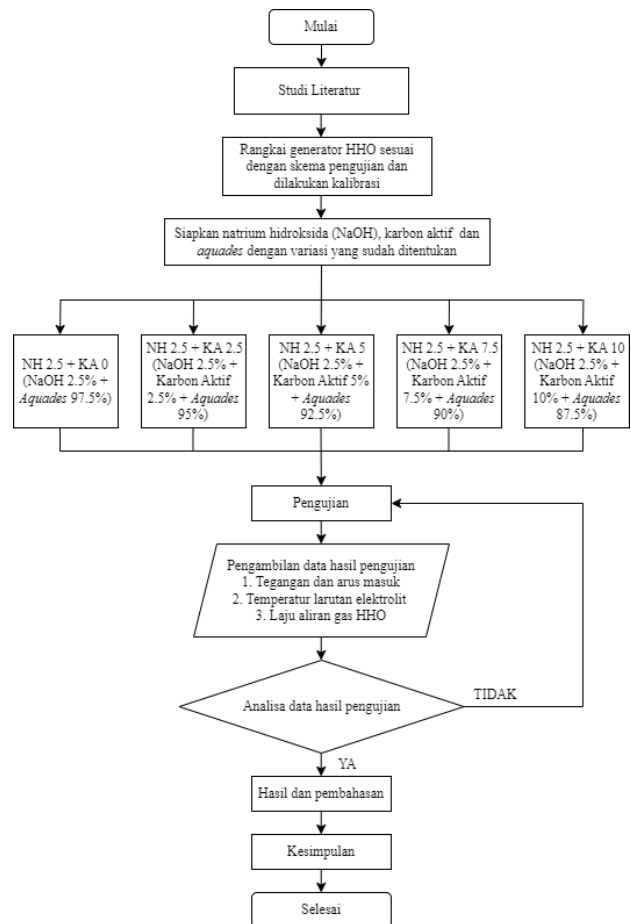 Mulai
Studi Literatur
Rangkai generator HHO sesuai
dengan skema pengujian dan
dilakukan kalibrasi
Siapkan natrium hidroksida (NaOH), karbon aktif dan
aquades dengan variasi yang sudah ditentukan
NH 2.5 + KA 0
(NaOH 2.5% +
Aquades 97.5%)
NH 2.5 + KA 2.5
(NaOH 2.5% +
Karbon Aktif
2.5% + Aquades
95%)
NH 2.5 + KA 5
(NaOH 2.5% +
Karbon Aktif 5%
+ Aquades
92.5%)
NH 2.5 + KA 7.5
(NaOH 2.5% +
Karbon Aktif
7.5% + Aquades
90%)
NH 2.5 + KA 10
(NaOH 2.5% +
Karbon Aktif
10% + Aquades
87.5%)
Pengujian
Pengambilan data hasil pengujian
1. Tegangan dan arus masuk
2. Temperatur larutan elektrolit
3. Laju aliran gas HHO
Analisa data hasil pengujian
TIDAK
YA
Hasil dan pembahasan
Kesimpulan
Selesai